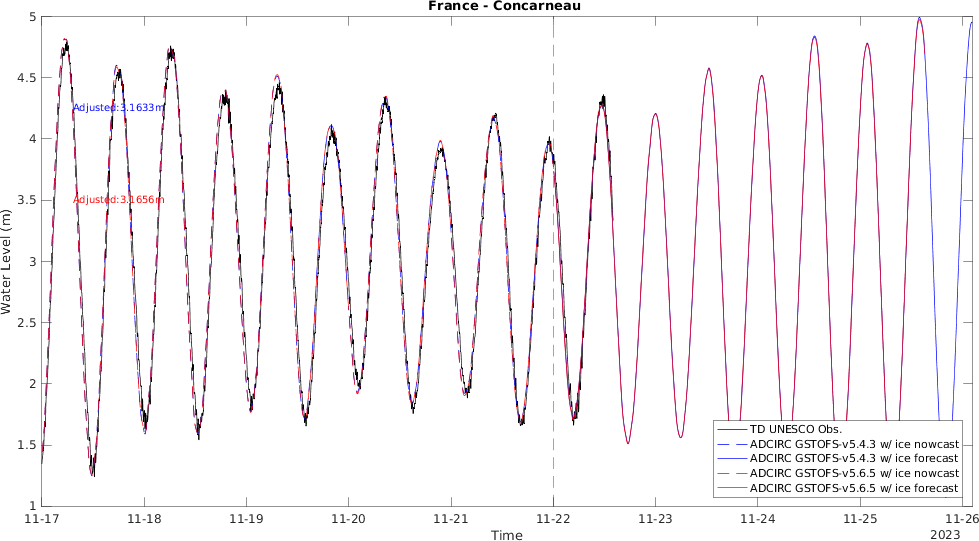 France - Concarneau
5
4.5
4
3.5
3
2.5
2
1.5
1
Water Level (m)
Adjusted:3.1633m
Adjusted:3.1656m
TD UNESCO Obs.
ADCIRC GSTOFS-v5.4.3 w/ ice nowcast
ADCIRC GSTOFS-v5.4.3 w/ ice forecast
ADCIRC GSTOFS-v5.6.5 w/ ice nowcast
ADCIRC GSTOFS-v5.6.5 w/ ice forecast
11-17 11-18 11-19 11-20 11-21 11-22 11-23 11-24 11-25 11-26
2023
Time